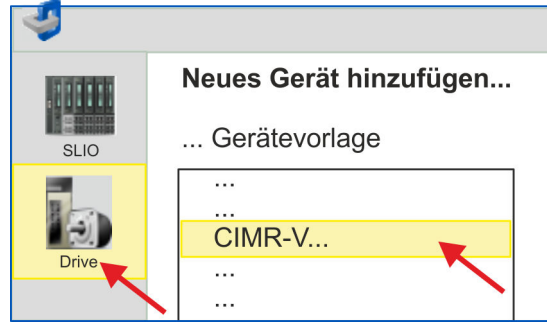 Neues Gerät hinzufügen...
SLIO
... Gerätevorlage
...
...
CIMR-V...
Drive
...
...